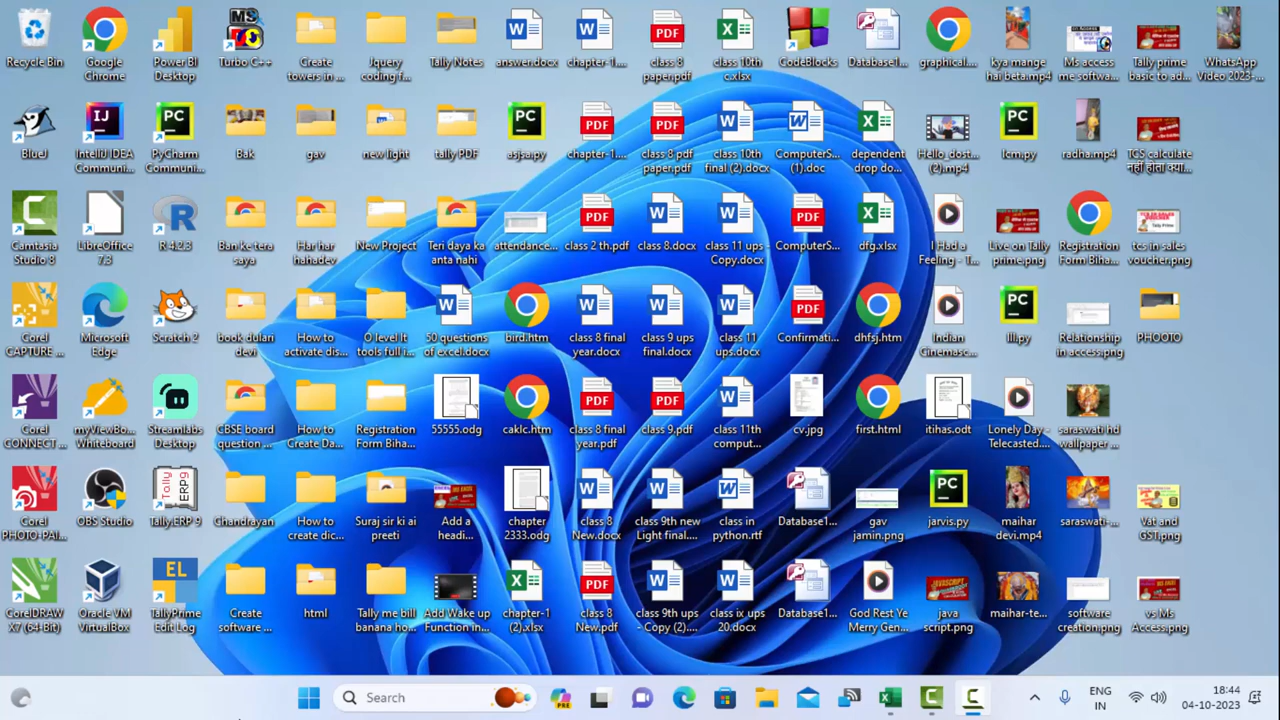 Recycle Bin
Google
Chrome
Power BI
Desktop
Turbo C++
Create
towers in ...
Jquery
coding f...
Tally Notes
answer.docx
chapter-1....
class 8
paper.pdf
class 10th
c.xlsx
CodeBlocks
Database1...
graphical....
kya mange
hai beta.mp4
Ms access
me softwa...
Tally prime
basic to ad...
WhatsApp
Video 2023-...
BlueJ
IntelliJ IDEA
Communi...
PyCharm
Communi...
Bak
gav
new light
tally PDF
asjsa.py
chapter-1....
class 8 pdf
paper.pdf
class 10th
final (2).docx
ComputerS...
(1).doc
dependent
drop do...
Hello_dost...
(2).mp4
lcm.py
radha.mp4
TCS calculate
नहीं होता क्या...
Camtasia
Studio 8
LibreOffice
7.3
R 4.2.3
Ban ke tera
saya
Har har
hahadev
New Project
Teri daya ka
anta nahi
attendance...
class 2 th.pdf
class 8.docx
class 11 ups -
Copy.docx
ComputerS...
dfg.xlsx
I Had a
Feeling - T...
Live on Tally
prime.png
Registration
Form Biha...
tcs in sales
voucher.png
Corel
CAPTURE ...
Microsoft
Edge
Scratch 2
book dulari
devi
How to
activate dis...
O level It
tools full i...
50 questions
of excel.docx
bird.htm
class 8 final
year.docx
class 9 ups
final.docx
class 11
ups.docx
Confirmati...
dhfsj.htm
Indian
Cinemasc...
llll.py
Relationship
in access.png
PHOOTO
Corel
CONNECT ...
myViewBo...
Whiteboard
Streamlabs
Desktop
CBSE board
question ...
How to
Create Da...
Registration
Form Biha...
55555.odg
caklc.htm
class 8 final
year.pdf
class 9.pdf
class 11th
comput...
cv.jpg
first.html
itihas.odt
Lonely Day -
Telecasted....
saraswati hd
wallpaper ...
Corel
PHOTO-PAI...
OBS Studio
Tally.ERP 9
Chandrayan
How to
create dic...
Suraj sir ki ai
preeti
Add a
headi...
chapter
2333.odg
class 8
New.docx
class 9th new
Light final....
class in
python.rtf
Database1...
gav
jamin.png
jarvis.py
maihar
devi.mp4
saraswati-...
Vat and
GST.png
CorelDRAW
X7 (64-Bit)
Oracle VM
VirtualBox
TallyPrime
Edit Log
Create
software ...
html
Tally me bill
banana ho...
Add Wake up
Function in...
chapter-1
(2).xlsx
class 8
New.pdf
class 9th ups
- Copy (2)....
class ix ups
20.docx
Database1...
God Rest Ye
Merry Gen...
java
script.png
maihar-te...
software
creation.png
vs Ms
Access.png
Search
PRE
ENG
IN
18:44
04-10-2023